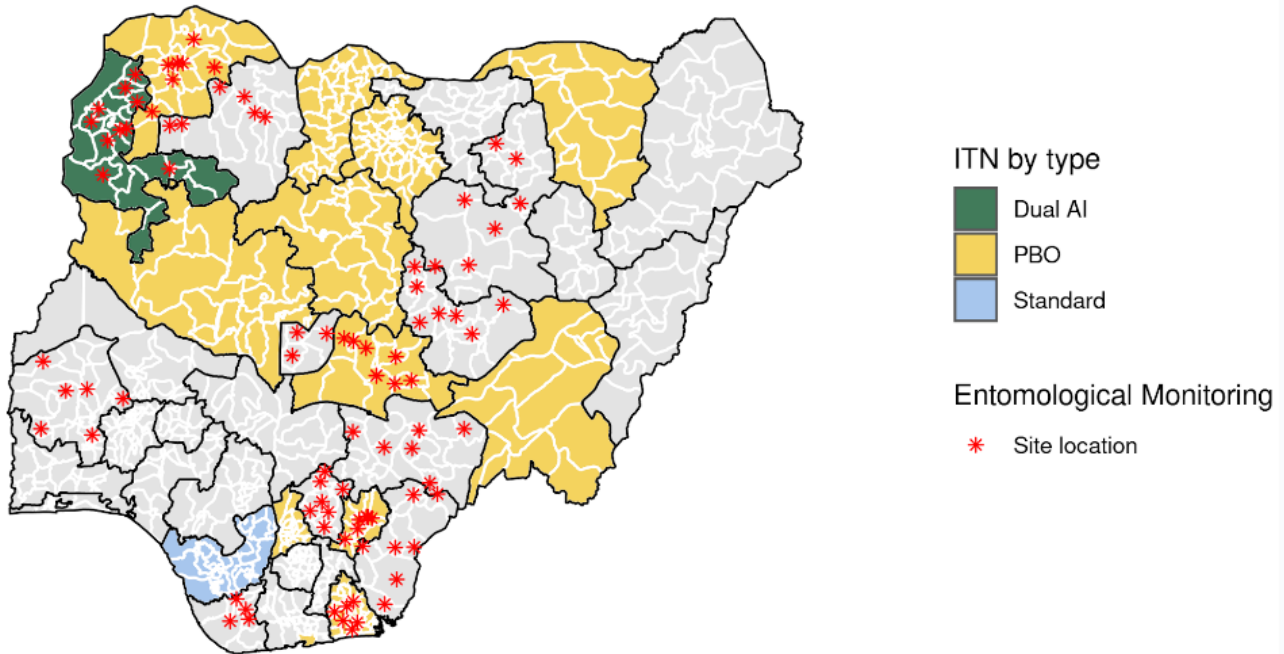 ITN by type
Dual AI
PBO
Standard
Entomological Monitoring
Site location